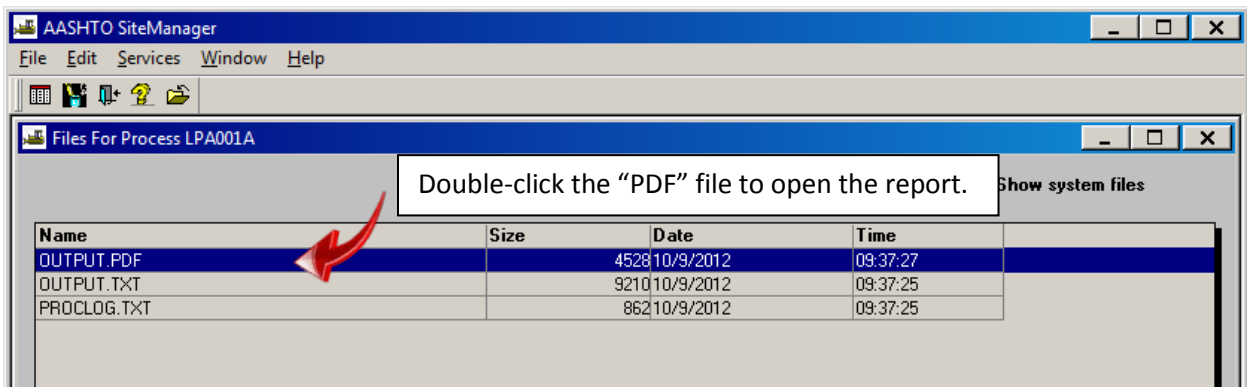 AASHTO SiteManager
File Edit Services Window Help
Files For Process LPA001A
Double-click the “PDF” file to open the report.
Show system files
Name Size Date Time
OUTPUT.PDF 4528 10/9/2012 09:37:27
OUTPUT.TXT 9210 10/9/2012 09:37:25
PROCLOG.TXT 862 10/9/2012 09:37:25